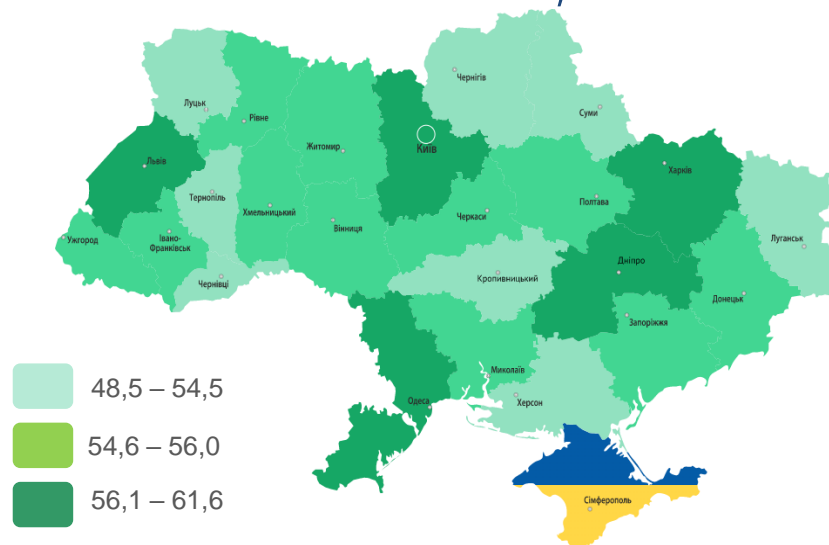 Чернігів
Луцьк
Суми
Рівне
Житомир
Київ
Львів
Харків
Тернопіль
Хмельницький
Полтава
Черкаси
Вінниця
Ужгород
Івано-
Франківськ
Луганськ
Дніпро
Чернівці
Кропивницький
Донецьк
Запоріжжя
Миколаїв
Одеса
Херсон
48,5 – 54,5
54,6 – 56,0
56,1 – 61,6
Сімферополь